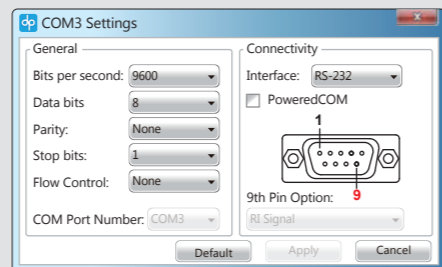 dp COM3 Settings
x
General
Bits per second: 9600
Data bits 8
Parity: None
Stop bits: 1
Flow Control: None
COM Port Number: COM3
Connectivity
Interface: RS-232
PoweredCOM
1
9
9th Pin Option:
RI Signal
Default
Apply
Cancel